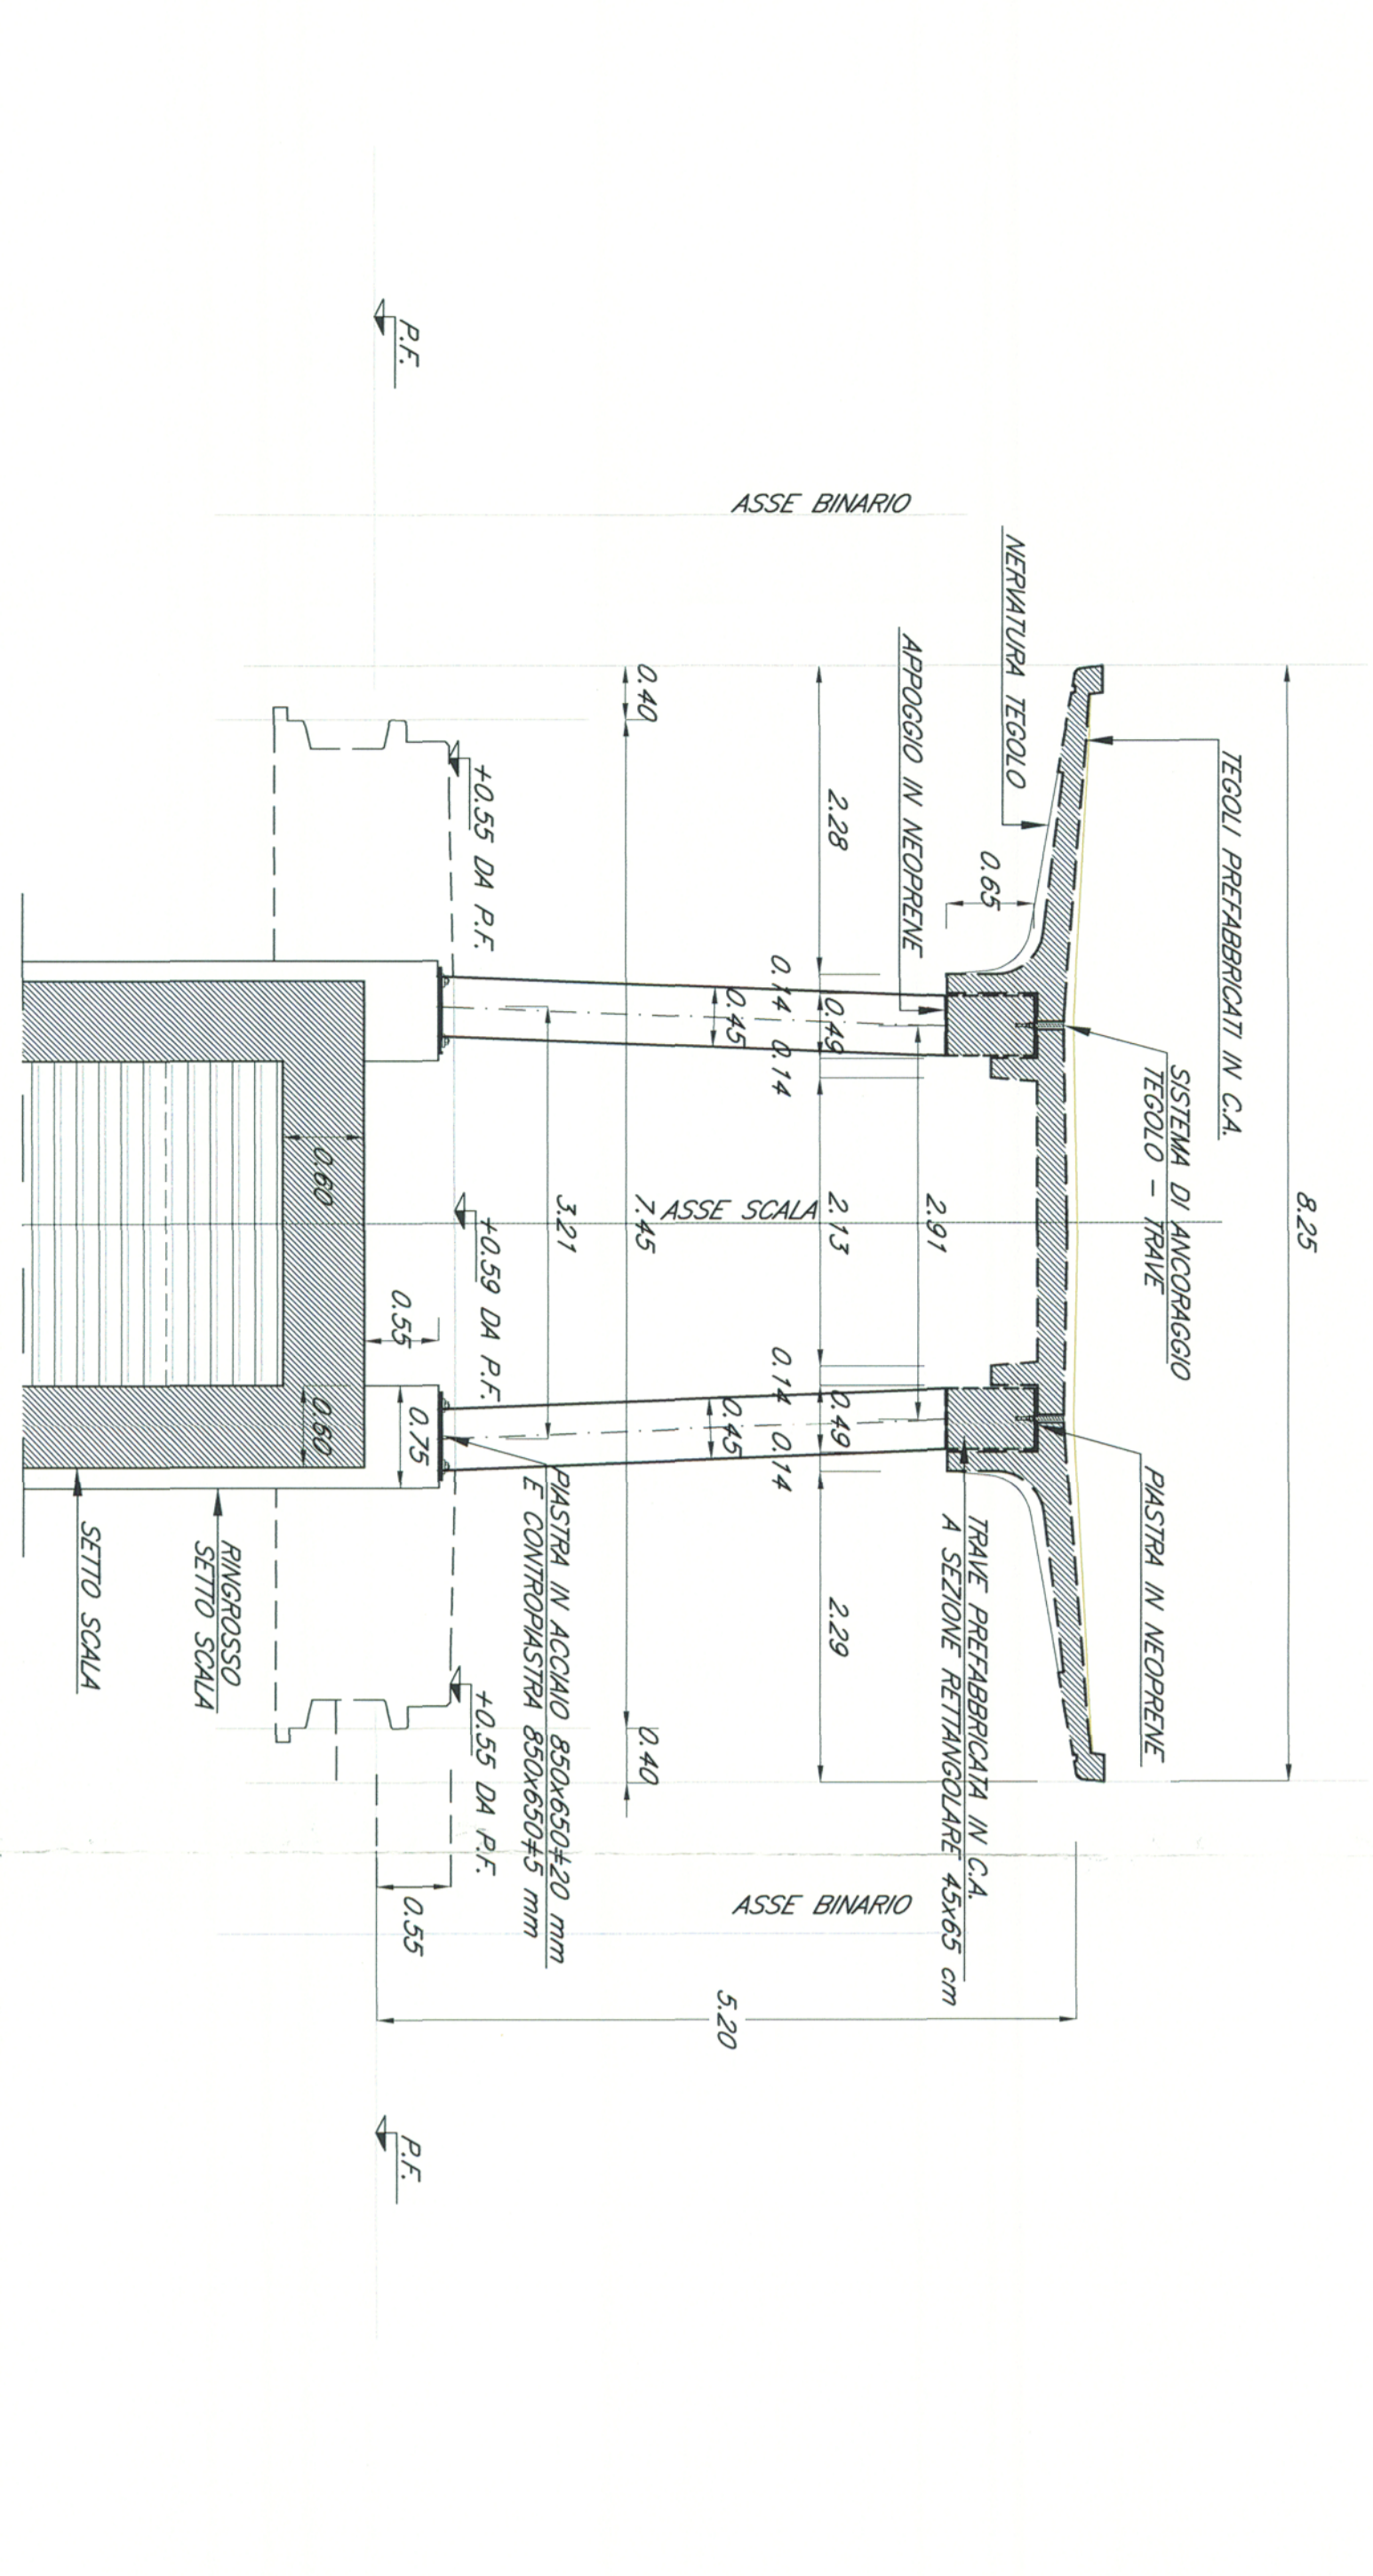 8.25
TEGOLI PREFABBRICATI IN C.A.
SISTEMA DI ANCORAGGIO
TEGOLO - TRAVE
PIASTRA IN NEOPRENE
NERVATURA TEGOLO
0.65
APPOGGIO IN NEOPRENE
2.91
TRAVE PREFABBRICATA IN C.A.
A SEZIONE RETTANGOLARE 45x65 cm
ASSE BINARIO
ASSE BINARIO
2.28
0.49
2.13
0.49
2.29
0.14
0.14
0.14
0.14
ASSE SCALA
0.45
0.45
5.20
0.40
7.45
0.40
3.21
PIASTRA IN ACCIAIO 850x650≠20 mm
E CONTROPIASTRA 850x650≠5 mm
+0.55 DA P.F.
+0.59 DA P.F.
+0.55 DA P.F.
P.F.
0.55
0.75
0.55
P.F.
0.60
0.60
RINGROSSO
SETTO SCALA
SETTO SCALA